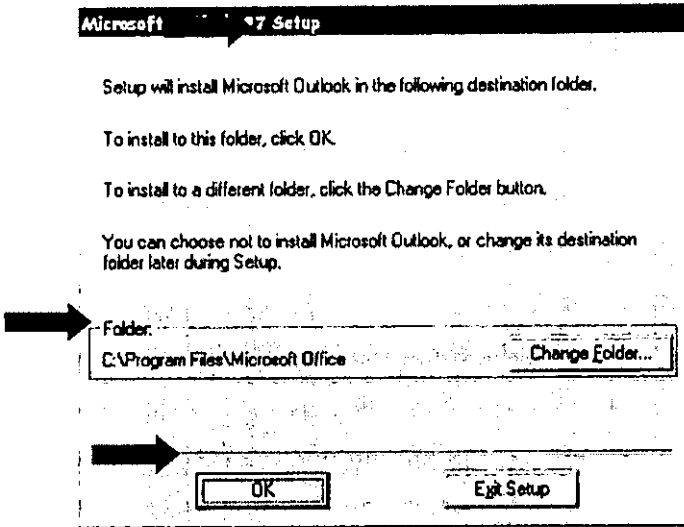 Microsoft 97 Setup
Setup will install Microsoft Outlook in the following destination folder.
To install to this folder, click OK.
To install to a different folder, click the Change Folder button.
You can choose not to install Microsoft Outlook, or change its destination
folder later during Setup.
Folder:
C:\Program Files\Microsoft Office
Change Folder...
OK
Exit Setup